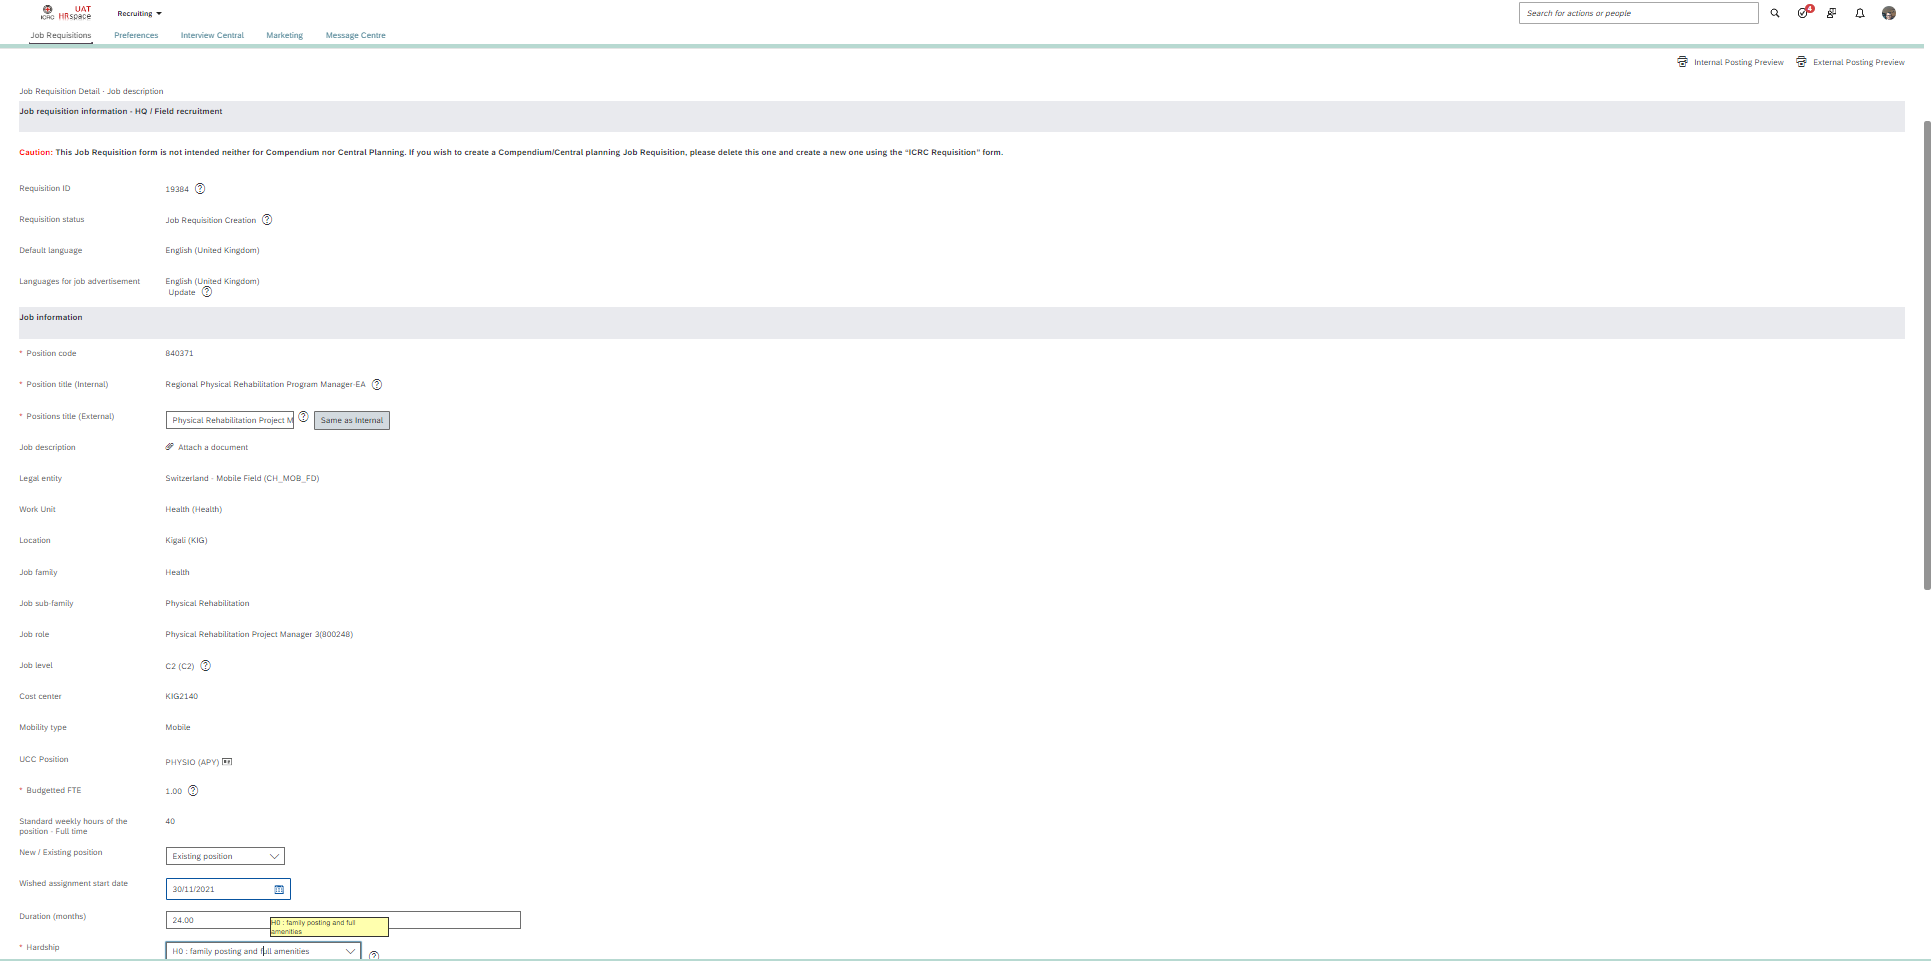 UAT
ICRC HRspace
Recruiting
Search for actions or people
4
Job Requisitions
Preferences
Interview Central
Marketing
Message Centre
Internal Posting Preview
External Posting Preview
Job Requisition Detail - Job description
Job requisition information - HQ / Field recruitment
Caution: This Job Requisition form is not intended neither for Compendium nor Central Planning. If you wish to create a Compendium/Central planning Job Requisition, please delete this one and create a new one using the “ICRC Requisition” form.
Requisition ID 19384 ?
Requisition status Job Requisition Creation ?
Default language English (United Kingdom)
Languages for job advertisement English (United Kingdom)
Update ?
Job information
* Position code 840371
* Position title (Internal) Regional Physical Rehabilitation Program Manager-EA ?
* Positions title (External) Physical Rehabilitation Project M ? Same as Internal
Job description Attach a document
Legal entity Switzerland - Mobile Field (CH_MOB_FD)
Work Unit Health (Health)
Location Kigali (KIG)
Job family Health
Job sub-family Physical Rehabilitation
Job role Physical Rehabilitation Project Manager 3(800248)
Job level C2 (C2) ?
Cost center KIG2140
Mobility type Mobile
UCC Position PHYSIO (APY)
* Budgetted FTE 1.00 ?
Standard weekly hours of the 40
position - Full time
New / Existing position Existing position
Wished assignment start date 30/11/2021
Duration (months) 24.00
H0 : family posting and full
amenities
* Hardship H0 : family posting and full amenities ?